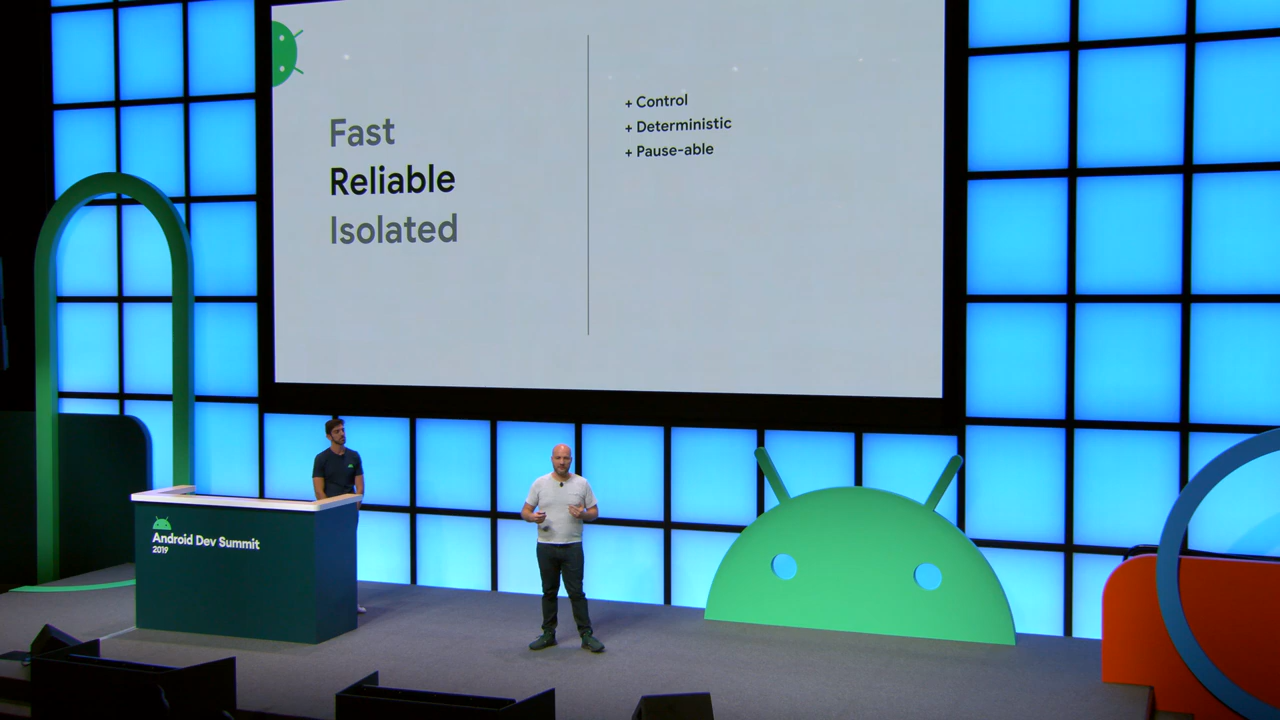 Fast
Reliable
Isolated
+ Control
+ Deterministic
+ Pause-able
Android Dev Summit
2019